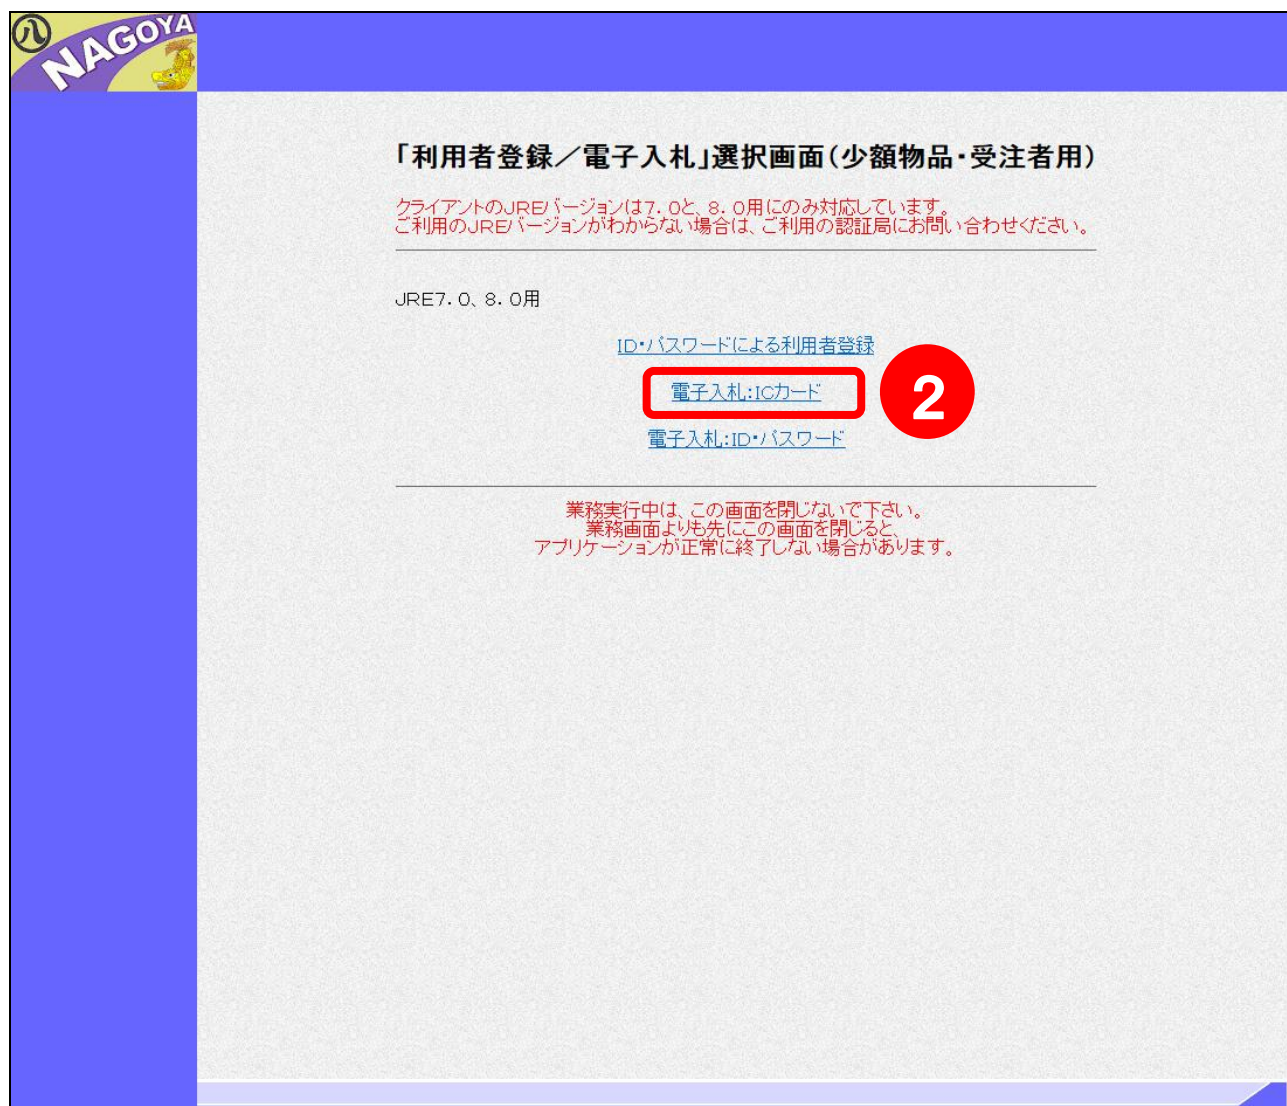 八
NAGOYA
「利用者登録／電子入札」選択画面(少額物品・受注者用)
クライアントのJREバージョンは7．0と、8．0用にのみ対応しています。
ご利用のJREバージョンがわからない場合は、ご利用の認証局にお問い合わせください。
JRE7．0、8．0用
ID・パスワードによる利用者登録
電子入札：ICカード
2
電子入札：ID・パスワード
業務実行中は、この画面を閉じないで下さい。
業務画面よりも先にこの画面を閉じると、
アプリケーションが正常に終了しない場合があります。